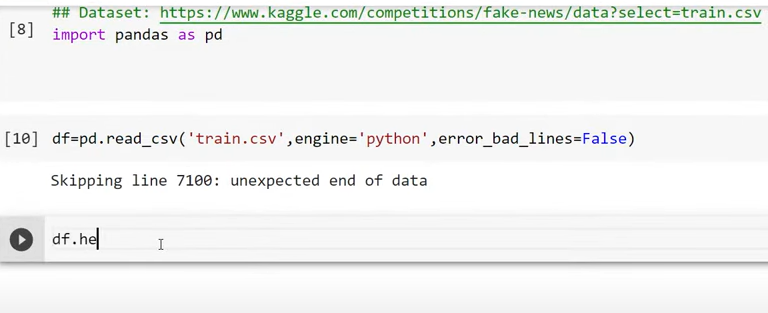 ## Dataset: https://www.kaggle.com/competitions/fake-news/data?select=train.csv
[8] import pandas as pd
[10] df=pd.read_csv('train.csv',engine='python',error_bad_lines=False)
Skipping line 7100: unexpected end of data
df.he